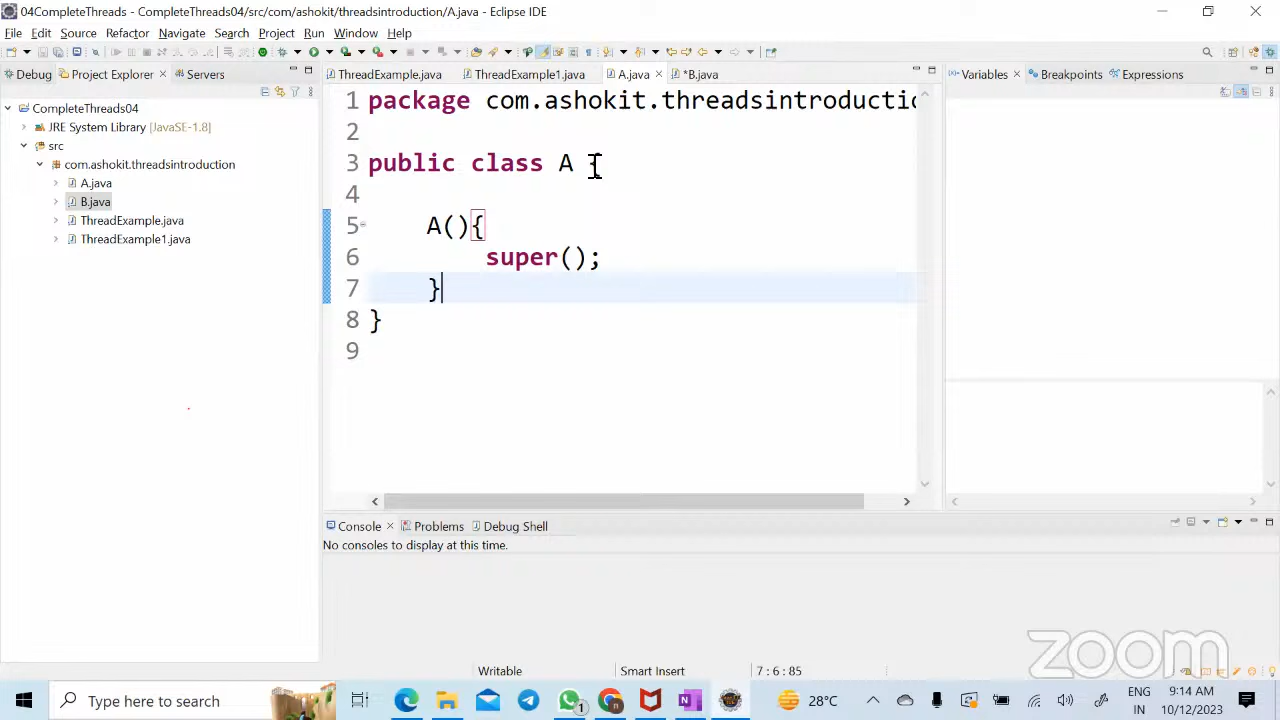 04CompleteThreads - CompleteThreads04/src/com/ashokit/threadsintroduction/A.java - Eclipse IDE
File Edit Source Refactor Navigate Search Project Run Window Help
Debug Project Explorer Servers
ThreadExample.java ThreadExample1.java A.java *B.java
Variables Breakpoints Expressions
CompleteThreads04
JRE System Library [JavaSE-1.8]
src
com.ashokit.threadsintroduction
A.java
B.java
ThreadExample.java
ThreadExample1.java
1 package com.ashokit.threadsintroductio
2
3 public class A {
4
5 A(){
6 super();
7 }
8 }
9
Console Problems Debug Shell
No consoles to display at this time.
zoom
Writable Smart Insert 7 : 6 : 85
Type here to search
1
28°C
ENG
IN
9:14 AM
10/12/2023